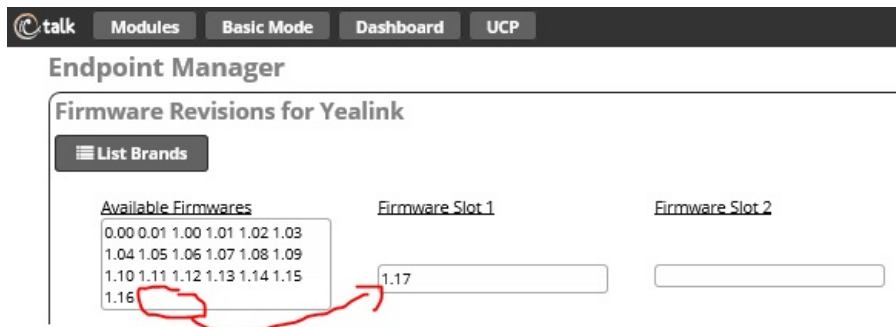 Ctalk Modules Basic Mode Dashboard UCP
Endpoint Manager
Firmware Revisions for Yealink
List Brands
Available Firmwares Firmware Slot 1 Firmware Slot 2
0.00 0.01 1.00 1.01 1.02 1.03
1.04 1.05 1.06 1.07 1.08 1.09
1.10 1.11 1.12 1.13 1.14 1.15
1.16
1.17